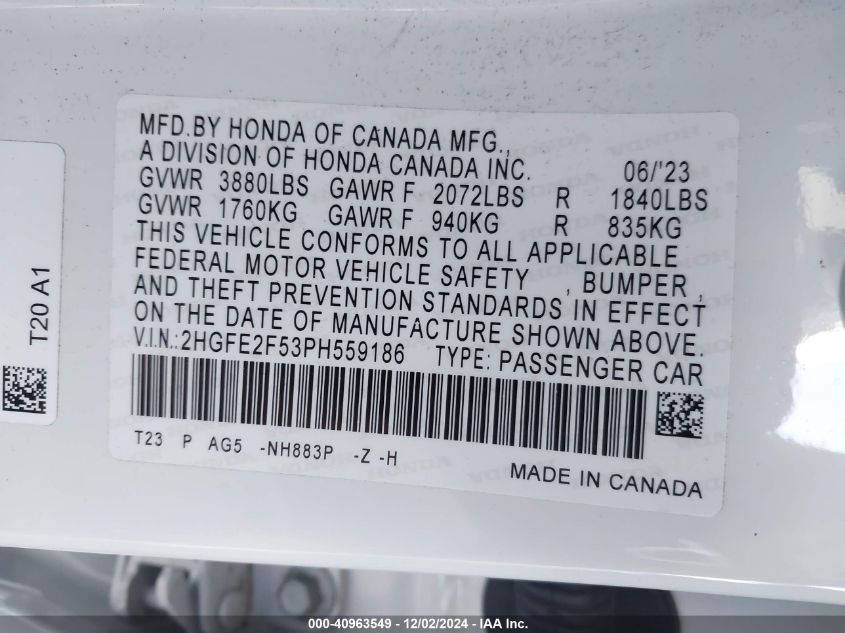 MFD.BY HONDA OF CANADA MFG.,
A DIVISION OF HONDA CANADA INC. 06/'23
GVWR 3880LBS GAWR F 2072LBS R 1840LBS
GVWR 1760KG GAWR F 940KG R 835KG
THIS VEHICLE CONFORMS TO ALL APPLICABLE
FEDERAL MOTOR VEHICLE SAFETY , BUMPER ,
AND THEFT PREVENTION STANDARDS IN EFFECT
ON THE DATE OF MANUFACTURE SHOWN ABOVE.
V.I.N.:2HGFE2F53PH559186 TYPE: PASSENGER CAR
T23 P AG5 -NH883P -Z -H
MADE IN CANADA
T20 A1
000-40963549 - 12/02/2024 - IAA Inc.